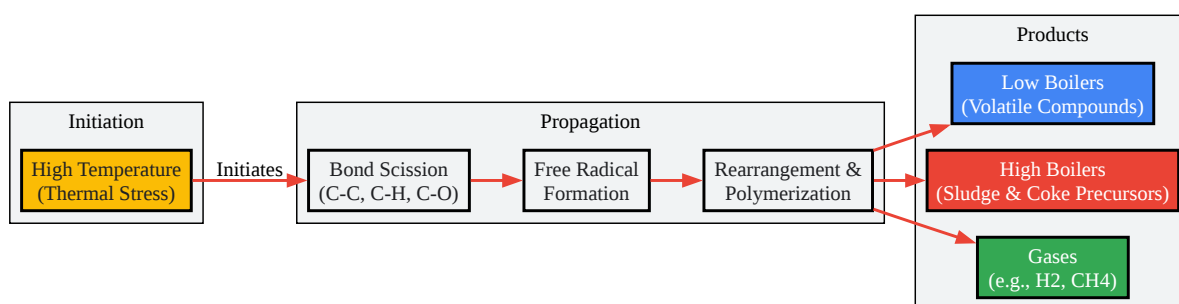 Initiation
High Temperature
(Thermal Stress)
Initiates
Propagation
Bond Scission
(C-C, C-H, C-O)
Free Radical
Formation
Rearrangement &
Polymerization
Products
Low Boilers
(Volatile Compounds)
High Boilers
(Sludge & Coke Precursors)
Gases
(e.g., H2, CH4)